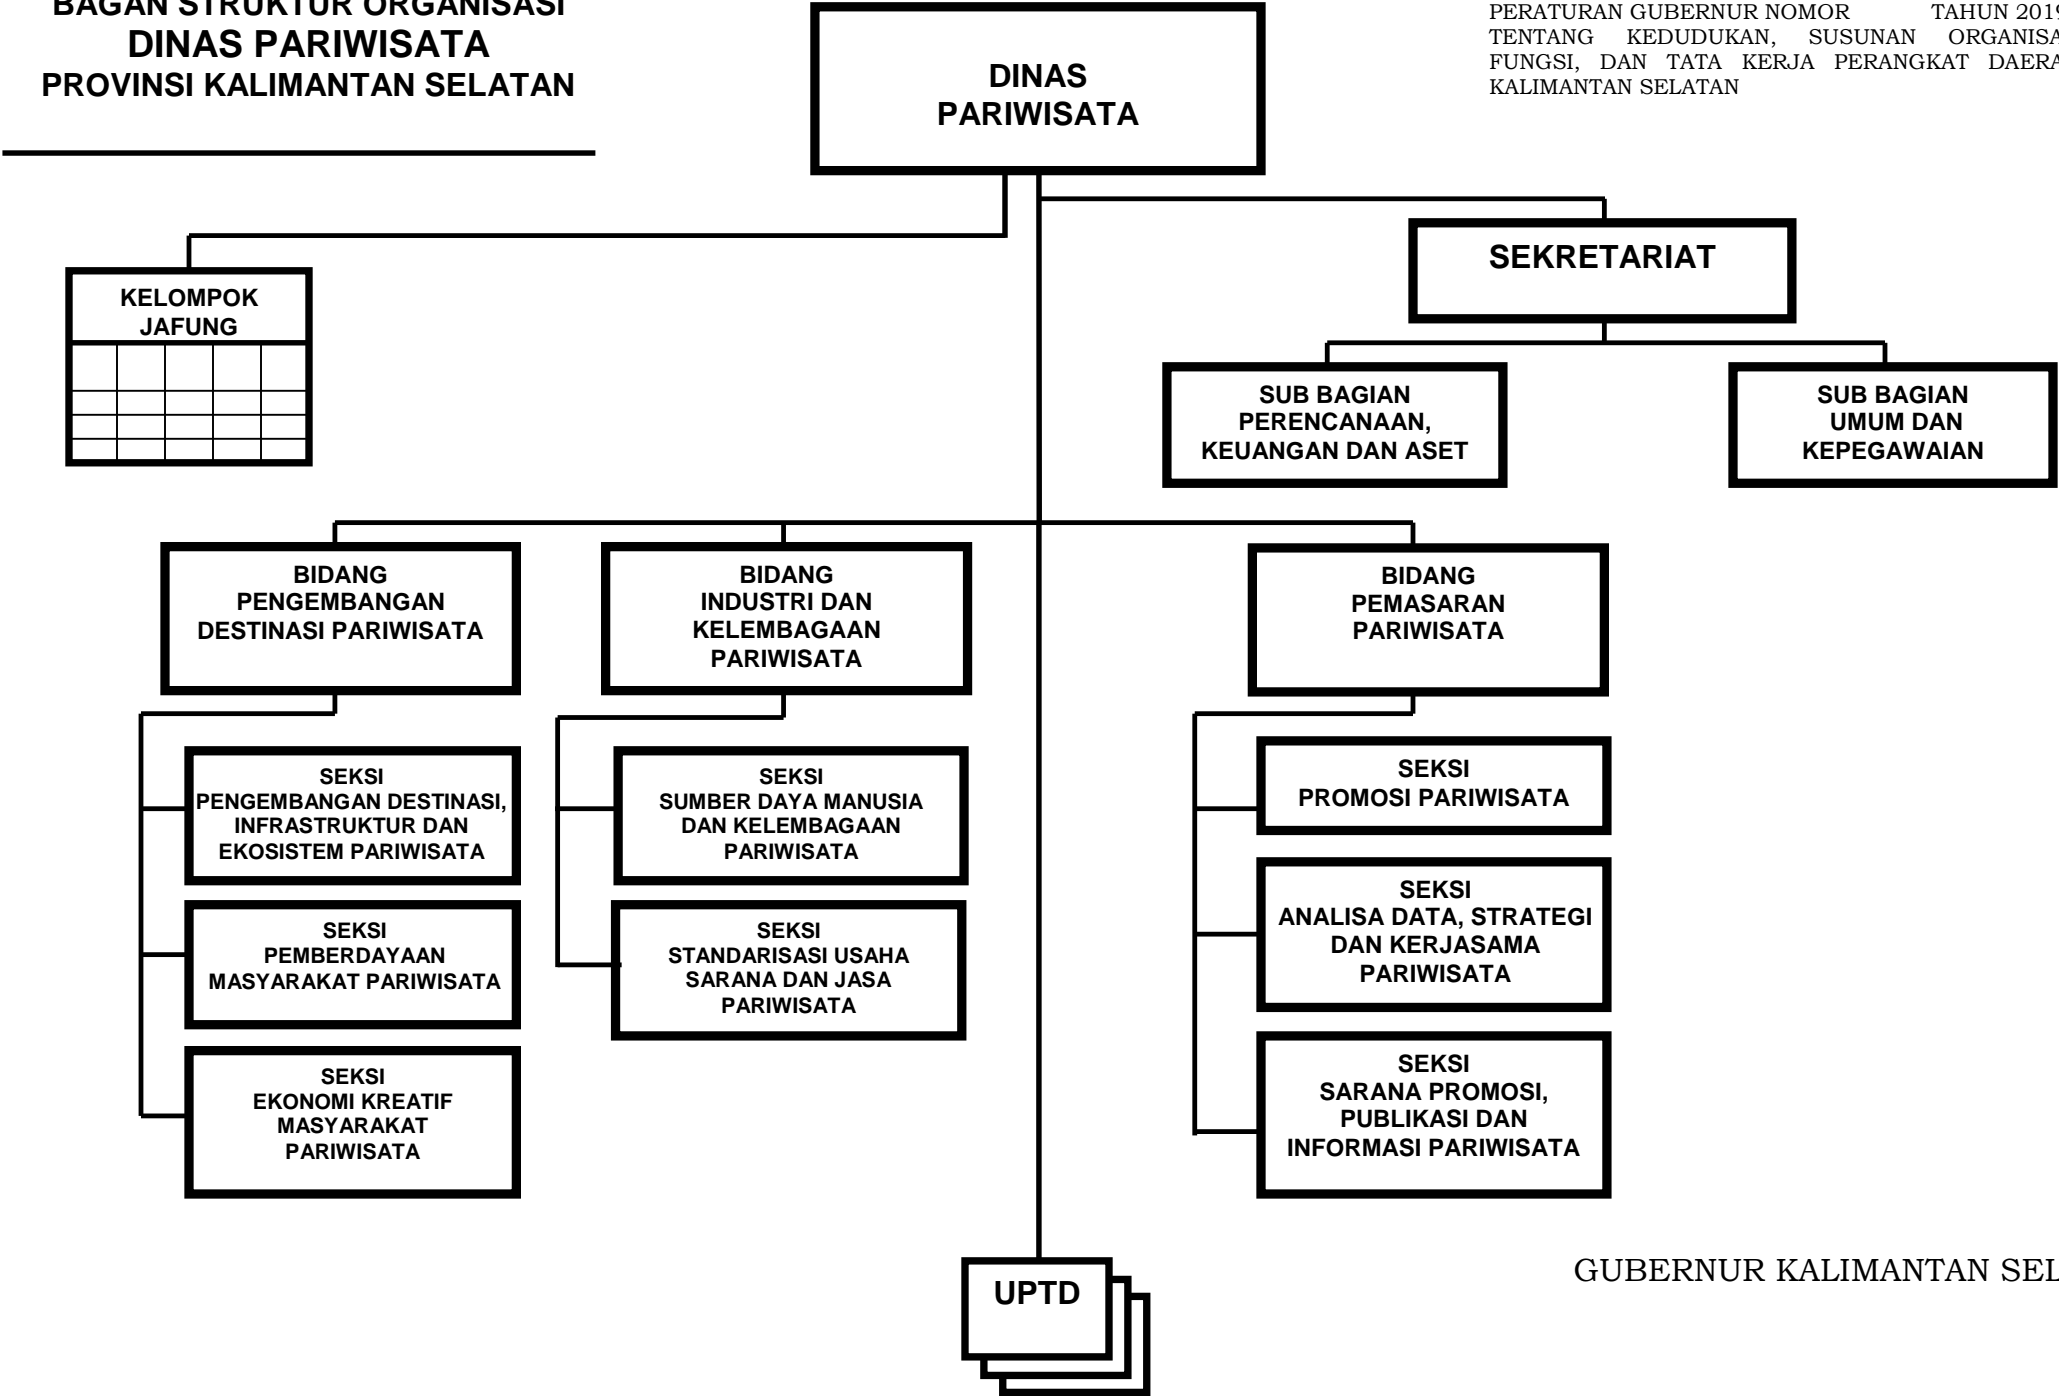 BAGAN STRUKTUR ORGANISASI
DINAS PARIWISATA
PROVINSI KALIMANTAN SELATAN
PERATURAN GUBERNUR NOMOR TAHUN 2019
TENTANG KEDUDUKAN, SUSUNAN ORGANISA
FUNGSI, DAN TATA KERJA PERANGKAT DAERA
KALIMANTAN SELATAN
DINAS
PARIWISATA
SEKRETARIAT
KELOMPOK
JAFUNG
SUB BAGIAN
PERENCANAAN,
KEUANGAN DAN ASET
SUB BAGIAN
UMUM DAN
KEPEGAWAIAN
BIDANG
PENGEMBANGAN
DESTINASI PARIWISATA
BIDANG
INDUSTRI DAN
KELEMBAGAAN
PARIWISATA
BIDANG
PEMASARAN
PARIWISATA
SEKSI
PENGEMBANGAN DESTINASI,
INFRASTRUKTUR DAN
EKOSISTEM PARIWISATA
SEKSI
PEMBERDAYAAN
MASYARAKAT PARIWISATA
SEKSI
EKONOMI KREATIF
MASYARAKAT
PARIWISATA
SEKSI
SUMBER DAYA MANUSIA
DAN KELEMBAGAAN
PARIWISATA
SEKSI
STANDARISASI USAHA
SARANA DAN JASA
PARIWISATA
SEKSI
PROMOSI PARIWISATA
SEKSI
ANALISA DATA, STRATEGI
DAN KERJASAMA
PARIWISATA
SEKSI
SARANA PROMOSI,
PUBLIKASI DAN
INFORMASI PARIWISATA
UPTD
GUBERNUR KALIMANTAN SEL